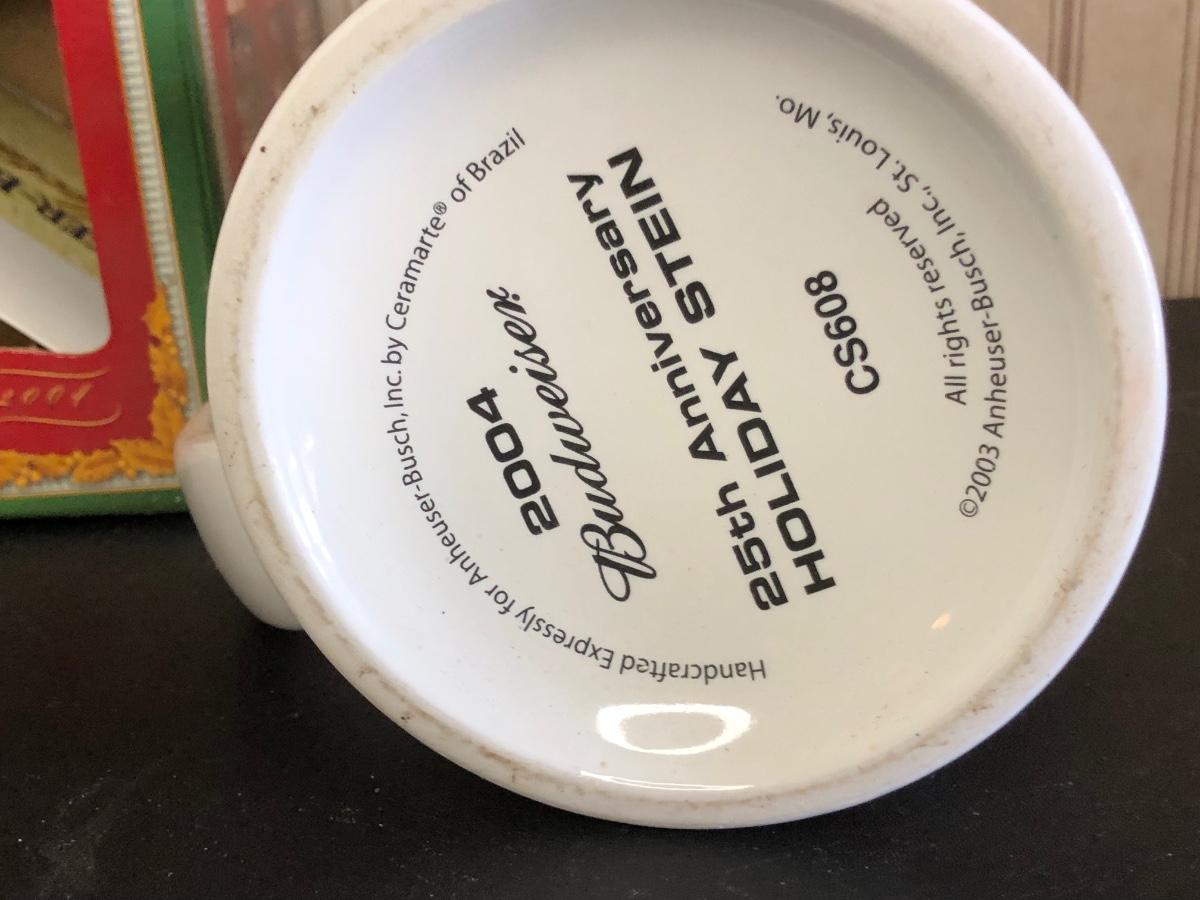 Handcrafted Expressly for Anheuser-Busch, Inc. by Ceramarte® of Brazil
2004
Budweiser
25th Anniversary
HOLIDAY STEIN
CS608
All rights reserved
©2003 Anheuser-Busch, Inc., St. Louis, Mo.
2004